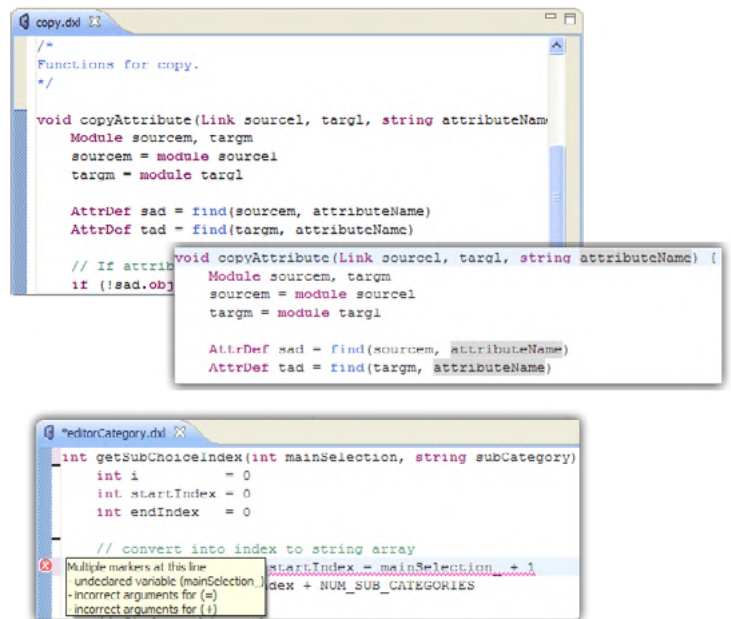 copy.dxl
/*
Functions for copy.
*/
void copyAttribute(Link sourcel, targl, string attributeNam
Module sourcem, targm
sourcem = module sourcel
targm = module targl
AttrDef sad = find(sourcem, attributeName)
AttrDef tad = find(targm, attributeName)
// If attrib
if (!sad.obj
void copyAttribute(Link sourcel, targl, string attributeName) {
Module sourcem, targm
sourcem = module sourcel
targm = module targl
AttrDef sad = find(sourcem, attributeName)
AttrDef tad = find(targm, attributeName)
*editorCategory.dxl
int getSubChoiceIndex(int mainSelection, string subCategory)
int i = 0
int startIndex = 0
int endIndex = 0
// convert into index to string array
startIndex = mainSelection_ + 1
Multiple markers at this line
- undeclared variable (mainSelection_)
- incorrect arguments for (=)
- incorrect arguments for (+)
dex + NUM_SUB_CATEGORIES